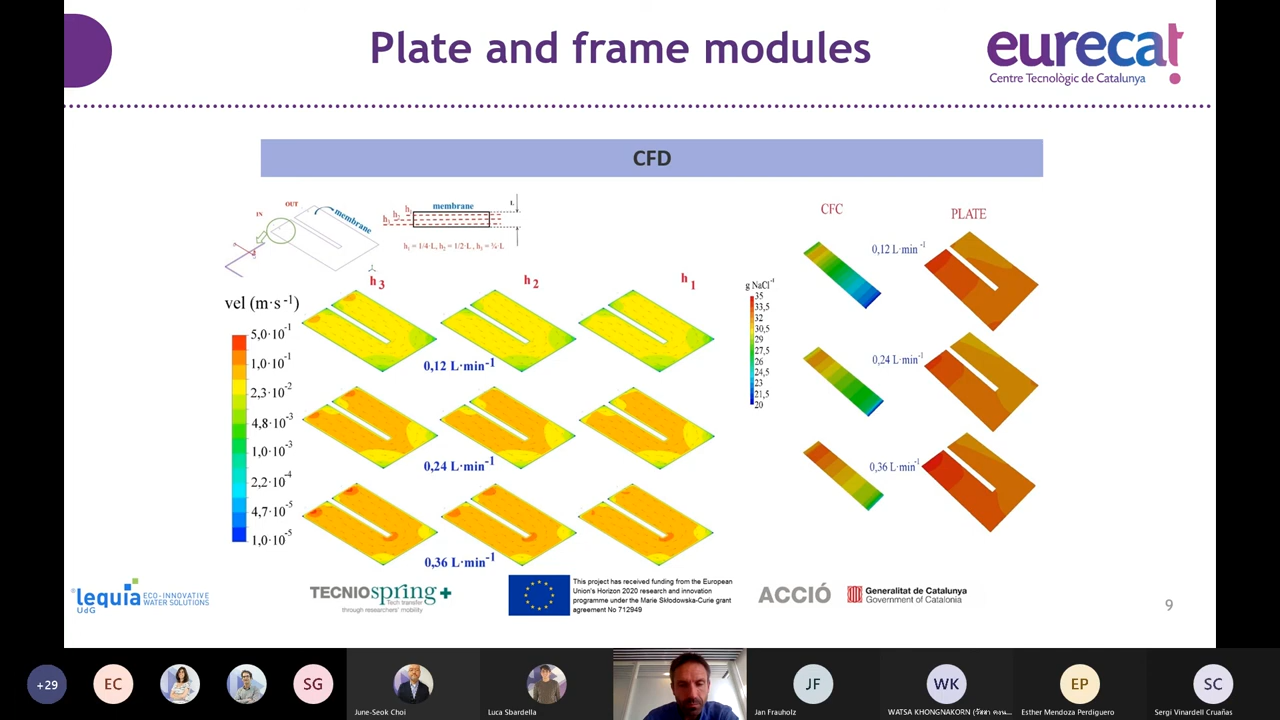 Plate and frame modules
eurecat
Centre Tecnològic de Catalunya
CFD
OUT
IN
membrane
membrane
L
h₁ = 1/4·L, h₂ = 1/2·L , h₃ = ¾·L
h 3
h 2
h 1
vel (m·s⁻¹)
5,0·10⁻¹
1,0·10⁻¹
2,3·10⁻²
4,8·10⁻³
1,0·10⁻³
2,2·10⁻⁴
4,7·10⁻⁵
1,0·10⁻⁵
0,12 L·min⁻¹
0,24 L·min⁻¹
0,36 L·min⁻¹
g NaCl⁻¹
35
33,5
32
30,5
29
27,5
26
24,5
23
21,5
20
CFC
PLATE
0,12 L·min⁻¹
0,24 L·min⁻¹
0,36 L·min⁻¹
lequia
UdG
ECO-INNOVATIVE
WATER SOLUTIONS
TECNIOspring+
Tech transfer
through researchers' mobility
This project has received funding from the European
Union's Horizon 2020 research and innovation
programme under the Marie Skłodowska-Curie grant
agreement No 712949
ACCIÓ
Generalitat de Catalunya
Government of Catalonia
9
+29
EC
SG
JF
WK
EP
SC
June-Seok Choi
Luca Sbardella
Jan Frauholz
WATSA KHONGNAKORN
Esther Mendoza Perdiguero
Sergi Vinardell Cruañas